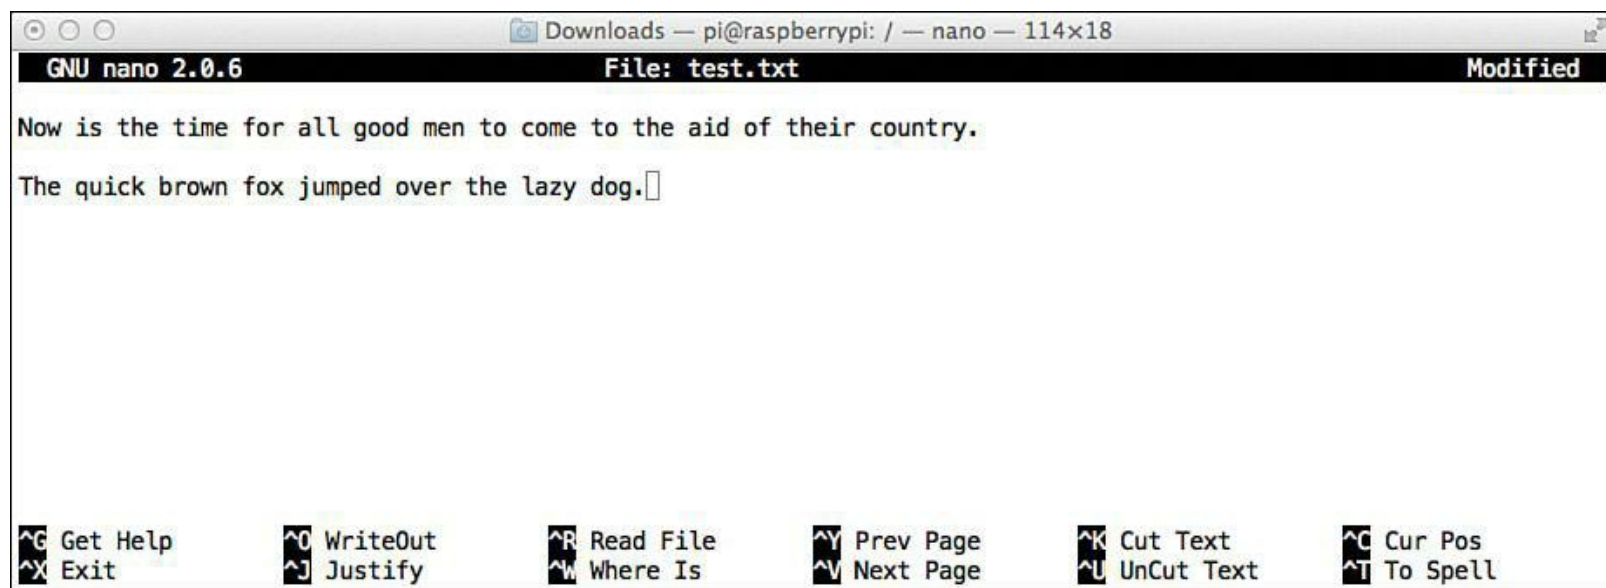 Downloads — pi@raspberrypi: / — nano — 114×18
GNU nano 2.0.6 File: test.txt Modified
Now is the time for all good men to come to the aid of their country.
The quick brown fox jumped over the lazy dog.
^G Get Help ^O WriteOut ^R Read File ^Y Prev Page ^K Cut Text ^C Cur Pos
^X Exit ^J Justify ^W Where Is ^V Next Page ^U UnCut Text ^T To Spell